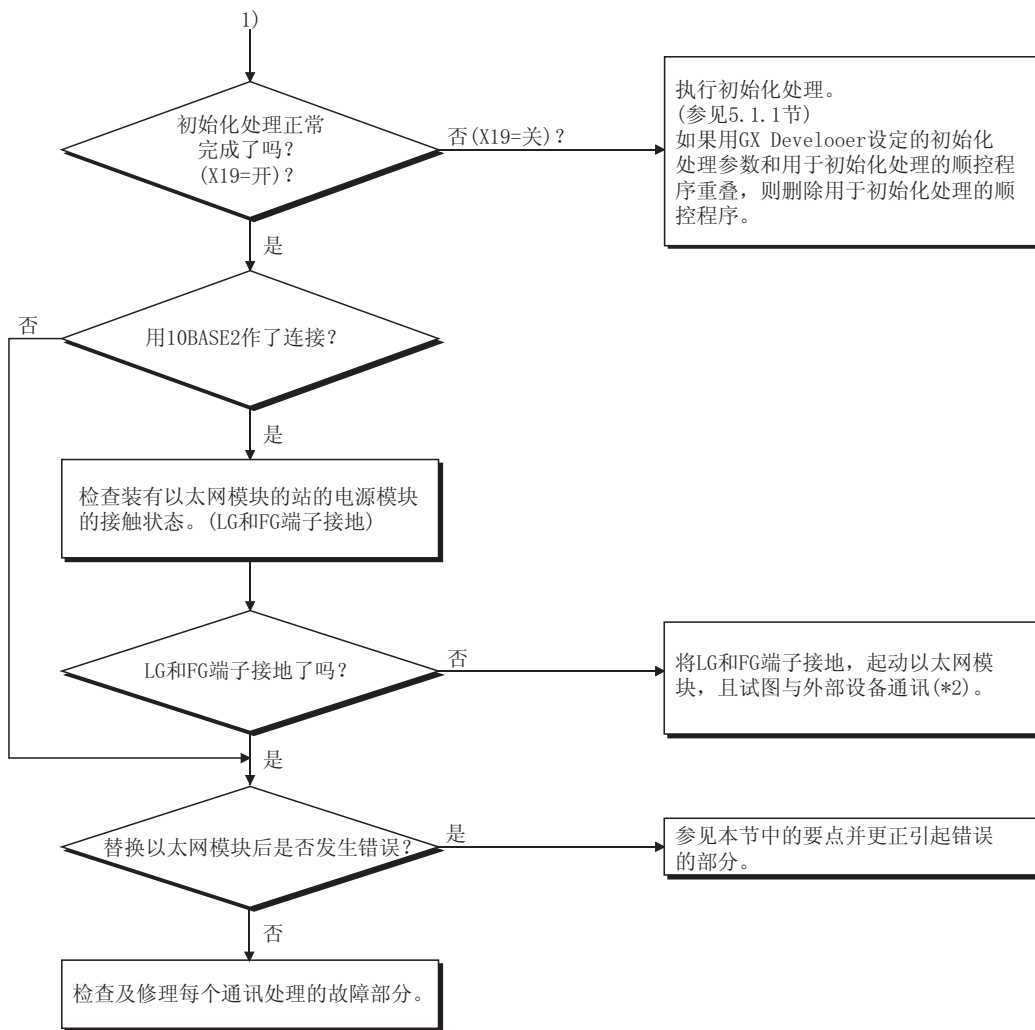 1)
初始化处理正常
完成了吗?
(X19=开)?
否(X19=关)?
执行初始化处理。
(参见5.1.1节)
如果用GX Develooer设定的初始化
处理参数和用于初始化处理的顺控程
序重叠，则删除用于初始化处理的顺
控程序。
是
否
用10BASE2作了连接?
是
检查装有以太网模块的站的电源模块
的接触状态。(LG和FG端子接地)
LG和FG端子接地了吗?
否
将LG和FG端子接地，起动以太网模
块，且试图与外部设备通讯(*2)。
是
替换以太网模块后是否发生错误?
是
参见本节中的要点并更正引起错误
的部分。
否
检查及修理每个通讯处理的故障部分。